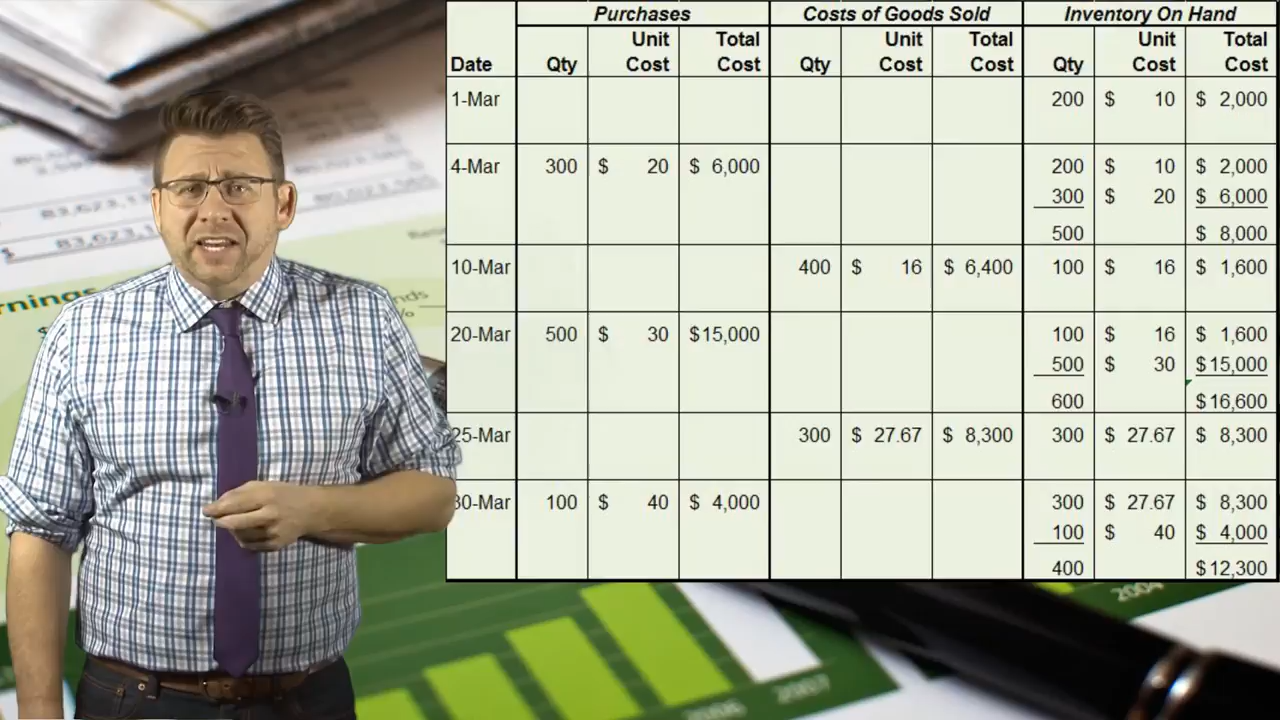 Purchases Costs of Goods Sold Inventory On Hand
Unit Total Unit Total Unit Total
Date Qty Cost Cost Qty Cost Cost Qty Cost Cost
1-Mar 200 $ 10 $ 2,000
4-Mar 300 $ 20 $ 6,000 200 $ 10 $ 2,000
300 $ 20 $ 6,000
500 $ 8,000
10-Mar 400 $ 16 $ 6,400 100 $ 16 $ 1,600
20-Mar 500 $ 30 $15,000 100 $ 16 $ 1,600
500 $ 30 $15,000
600 $16,600
25-Mar 300 $ 27.67 $ 8,300 300 $ 27.67 $ 8,300
30-Mar 100 $ 40 $ 4,000 300 $ 27.67 $ 8,300
100 $ 40 $ 4,000
400 $12,300
rnings
nds
$
2006
2007